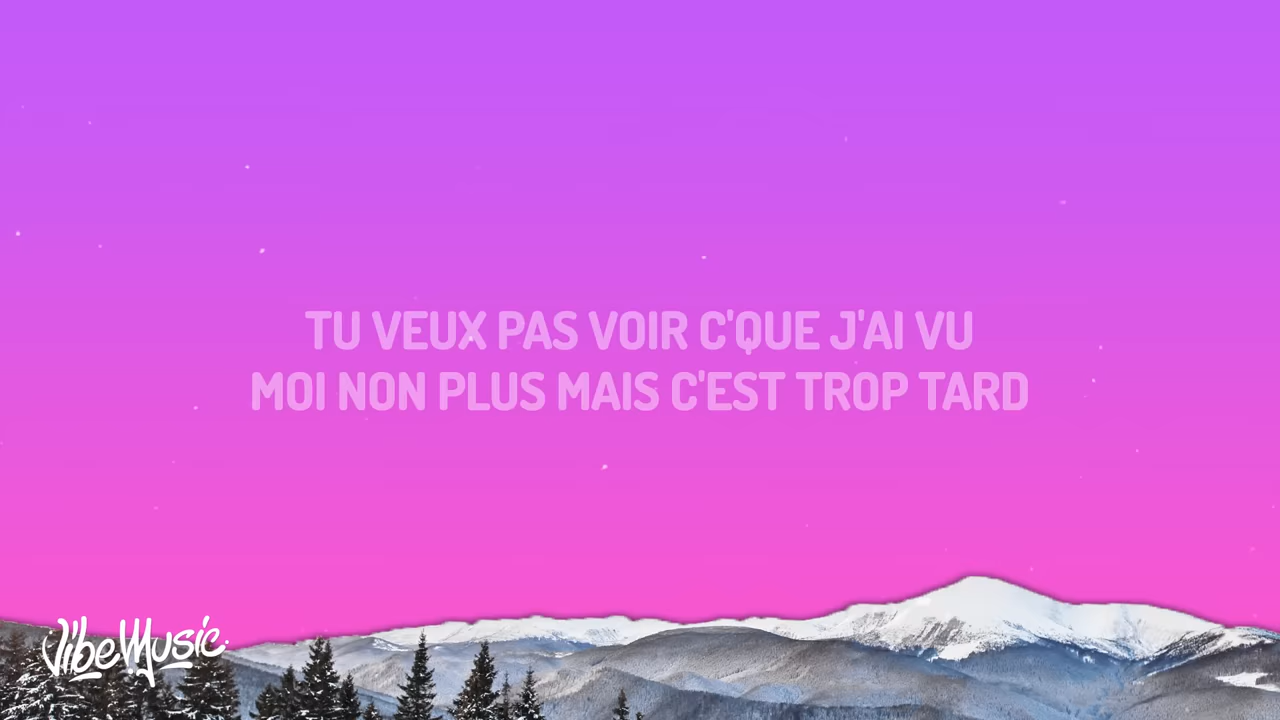 TU VEUX PAS VOIR C'QUE J'AI VU
MOI NON PLUS MAIS C'EST TROP TARD
VibeMusic